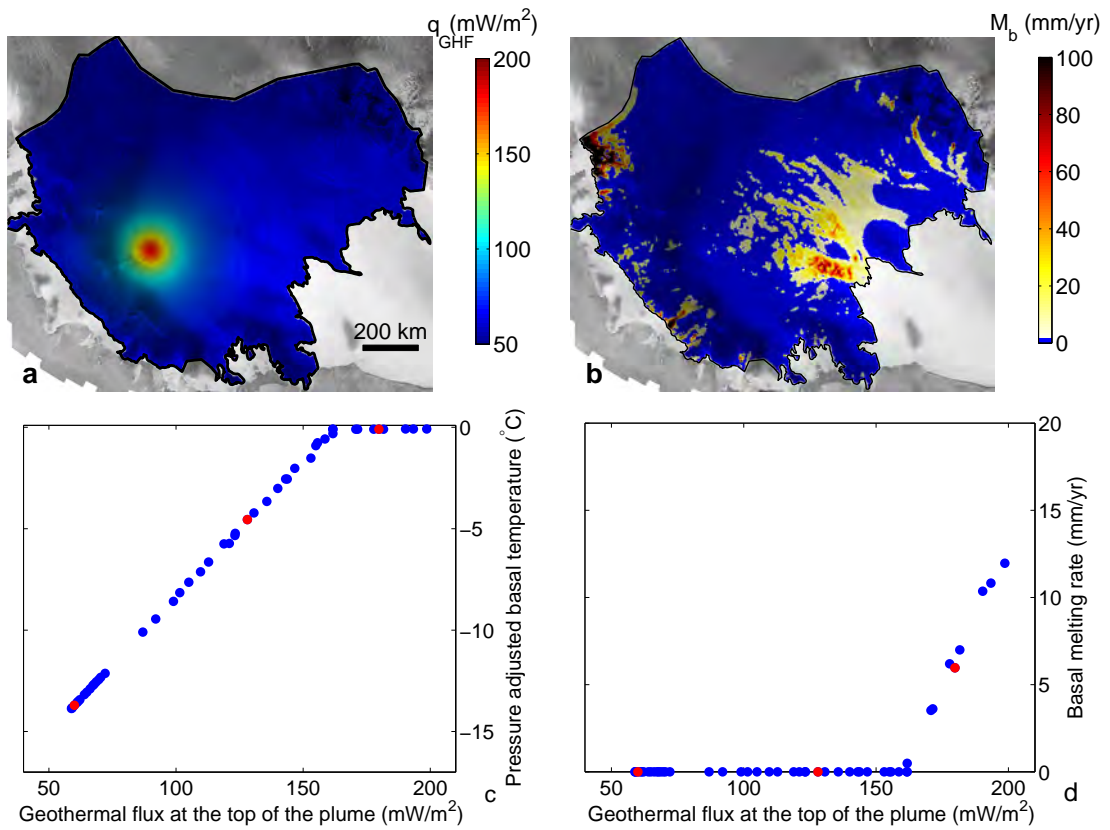 q_GHF (mW/m²)
200
150
100
50
200 km
a
M_b (mm/yr)
100
80
60
40
20
0
b
0
−5
−10
−15
Pressure adjusted basal temperature (°C)
50 100 150 200
Geothermal flux at the top of the plume (mW/m²)
c
20
15
10
5
0
Basal melting rate (mm/yr)
50 100 150 200
Geothermal flux at the top of the plume (mW/m²)
d